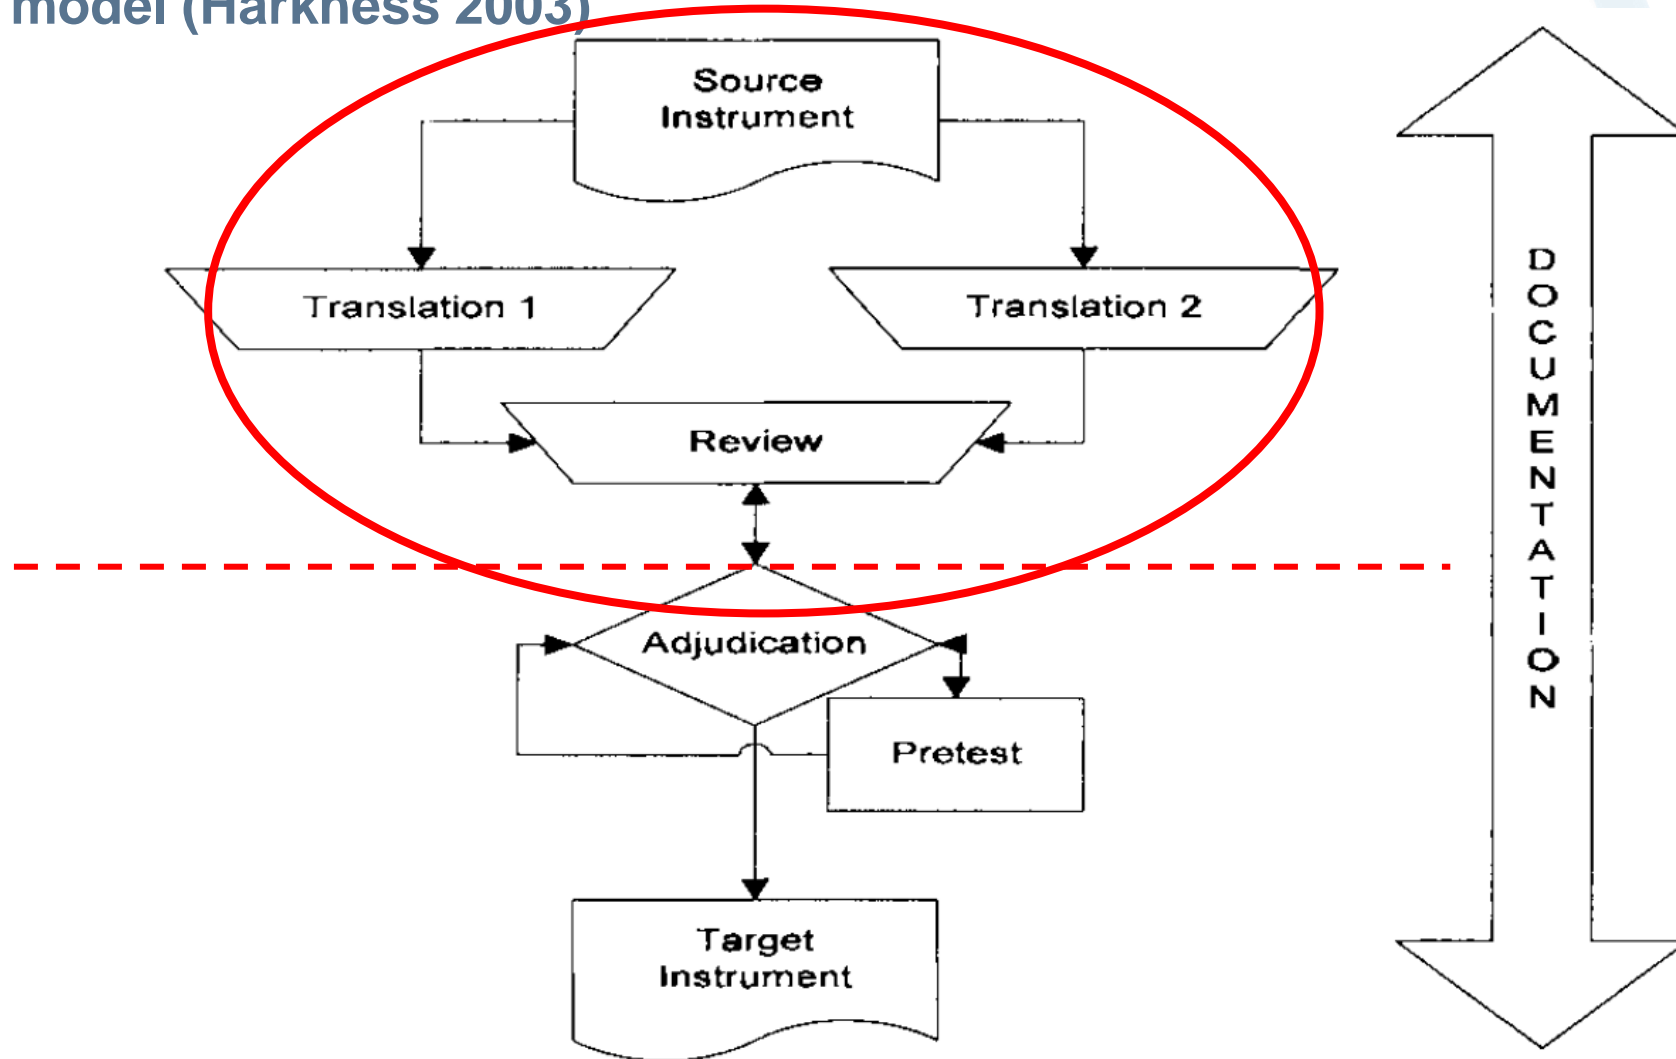 model (Harkness 2003)
Source
Instrument
Translation 1
Translation 2
Review
Adjudication
Pretest
Target
Instrument
DOCUMENTATION